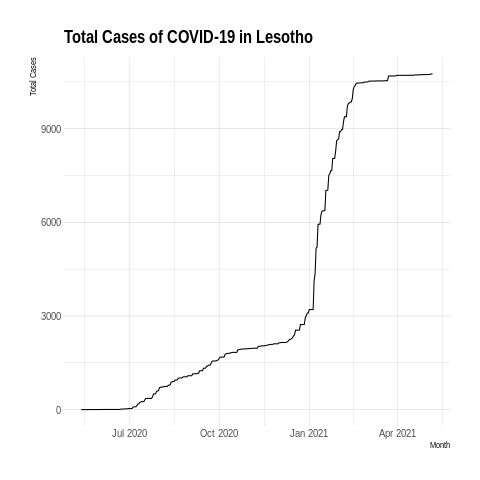 Total Cases of COVID-19 in Lesotho
Total Cases
9000
6000
3000
0
Jul 2020
Oct 2020
Jan 2021
Apr 2021
Month